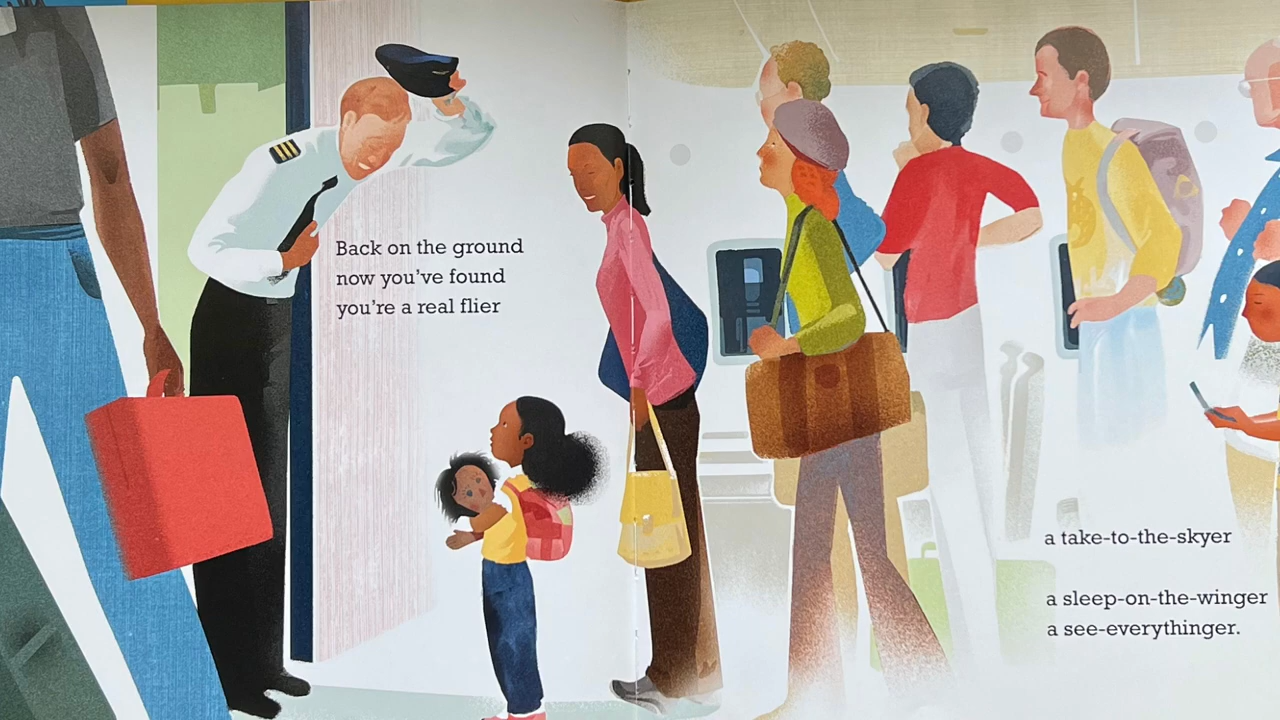 Back on the ground
now you’ve found
you’re a real flier
a take-to-the-skyer
a sleep-on-the-winger
a see-everythinger.